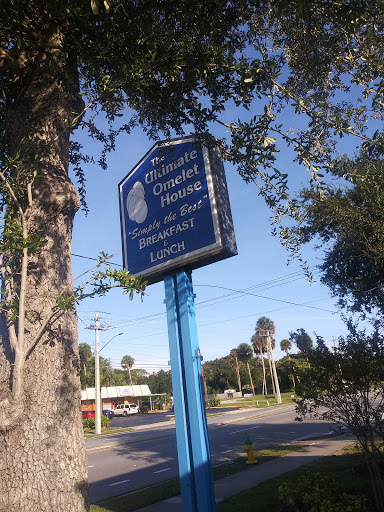 The
Ultimate
Omelet
House
"Simply the Best"
BREAKFAST
&
LUNCH